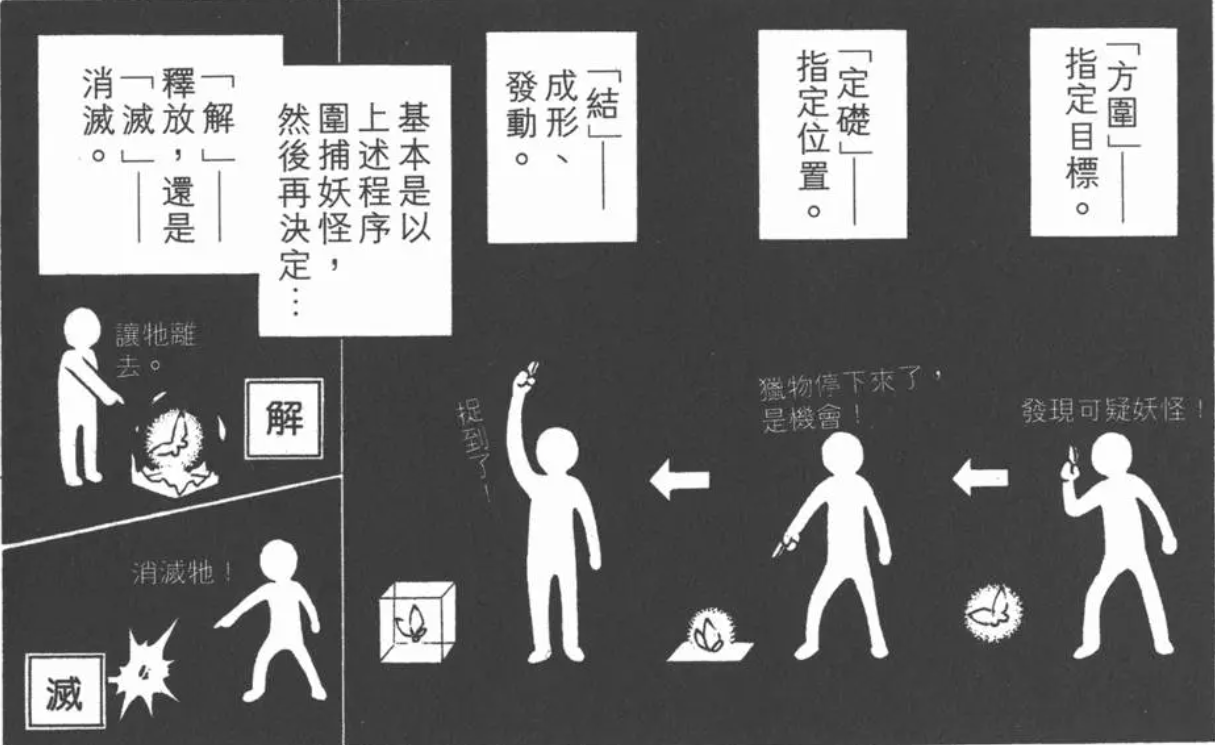 「方圍」——
指定目標。
發現可疑妖怪！
「定礎」——
指定位置。
獵物停下來了，
是機會！
「結」——
成形、
發動。
捉到了！
基本是以
上述程序
圍捕妖怪，
然後再決定…
「解」——
釋放，還是
「滅」——
消滅。
讓牠離
去。
解
消滅牠！
滅